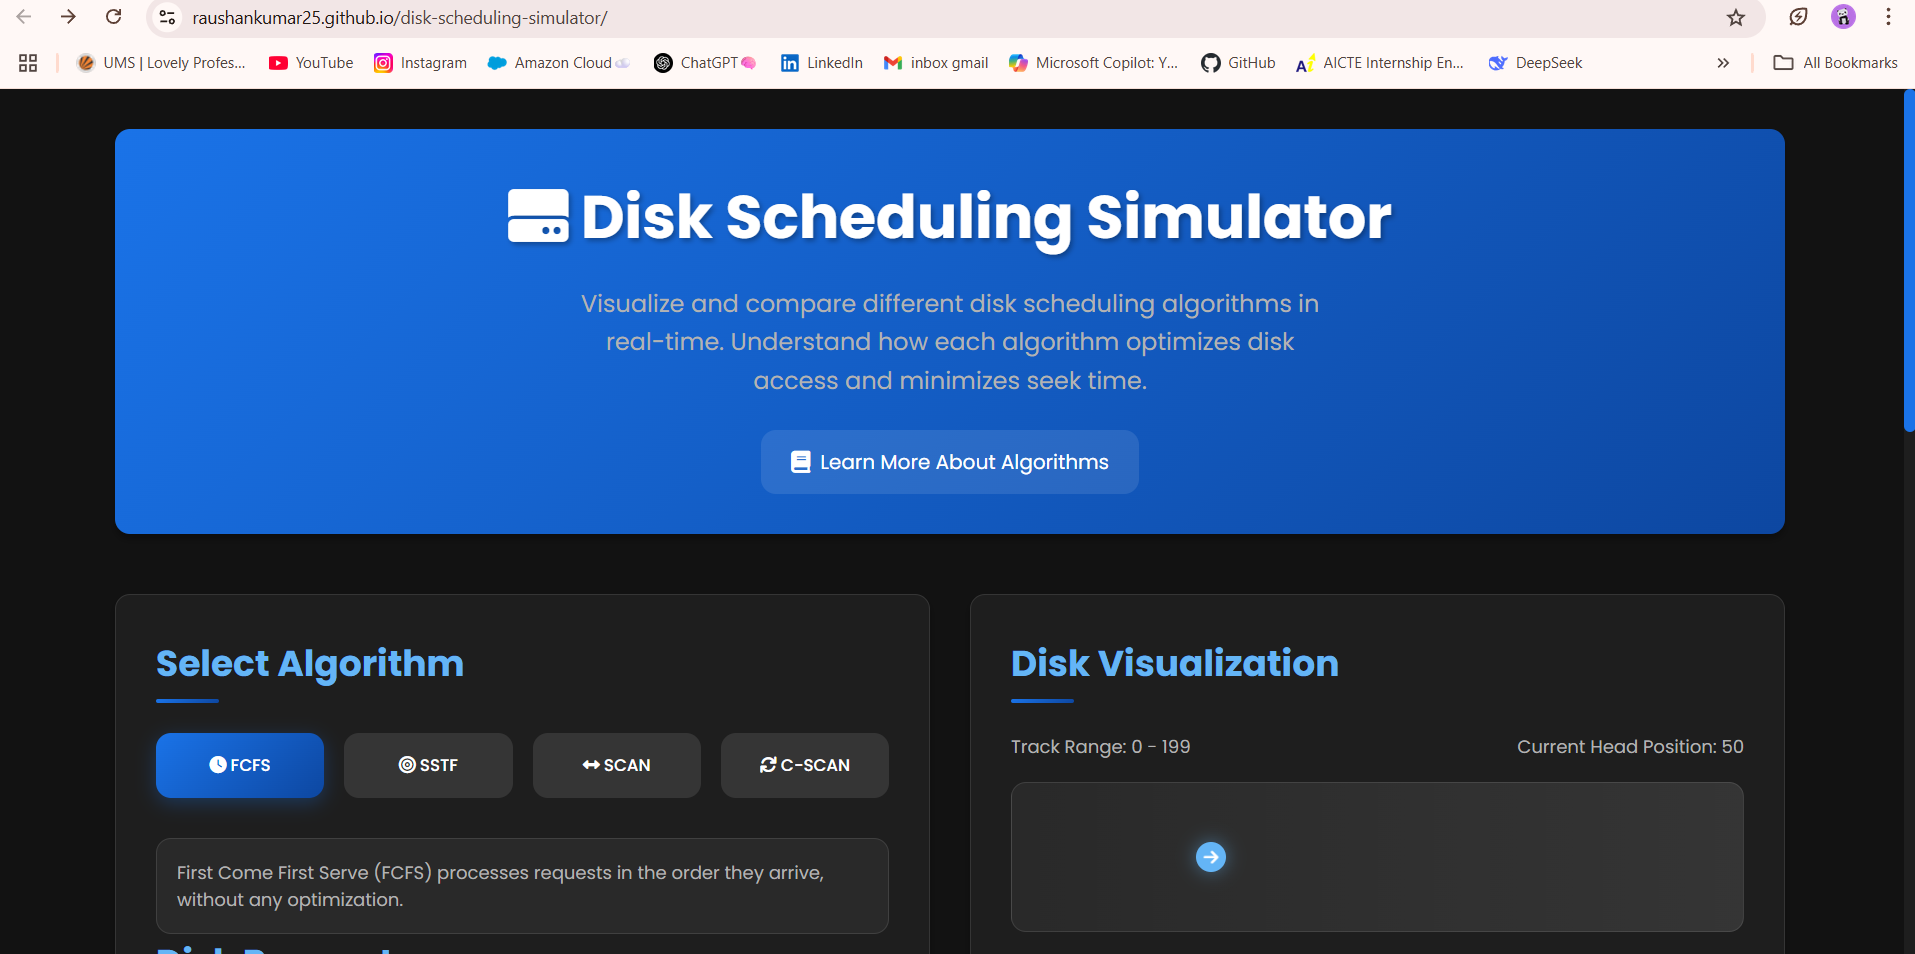 raushankumar25.github.io/disk-scheduling-simulator/
UMS | Lovely Profes... YouTube Instagram Amazon Cloud ChatGPT LinkedIn inbox gmail Microsoft Copilot: Y... GitHub AICTE Internship En... DeepSeek » All Bookmarks
Disk Scheduling Simulator
Visualize and compare different disk scheduling algorithms in
real-time. Understand how each algorithm optimizes disk
access and minimizes seek time.
Learn More About Algorithms
Select Algorithm
FCFS SSTF SCAN C-SCAN
First Come First Serve (FCFS) processes requests in the order they arrive,
without any optimization.
Disk Visualization
Track Range: 0 - 199 Current Head Position: 50